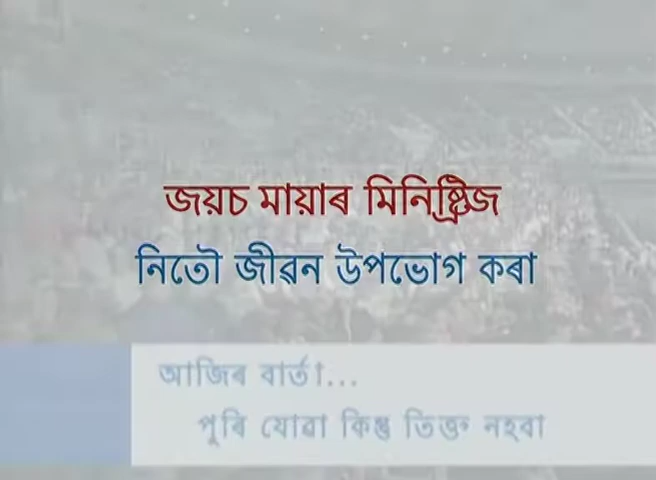 জয়চ মায়াৰ মিনিষ্ট্ৰিজ
নিতৌ জীৱন উপভোগ কৰা
আজিৰ বাৰ্তা...
পুৰি যোৱা কিন্তু তিক্ত নহবা